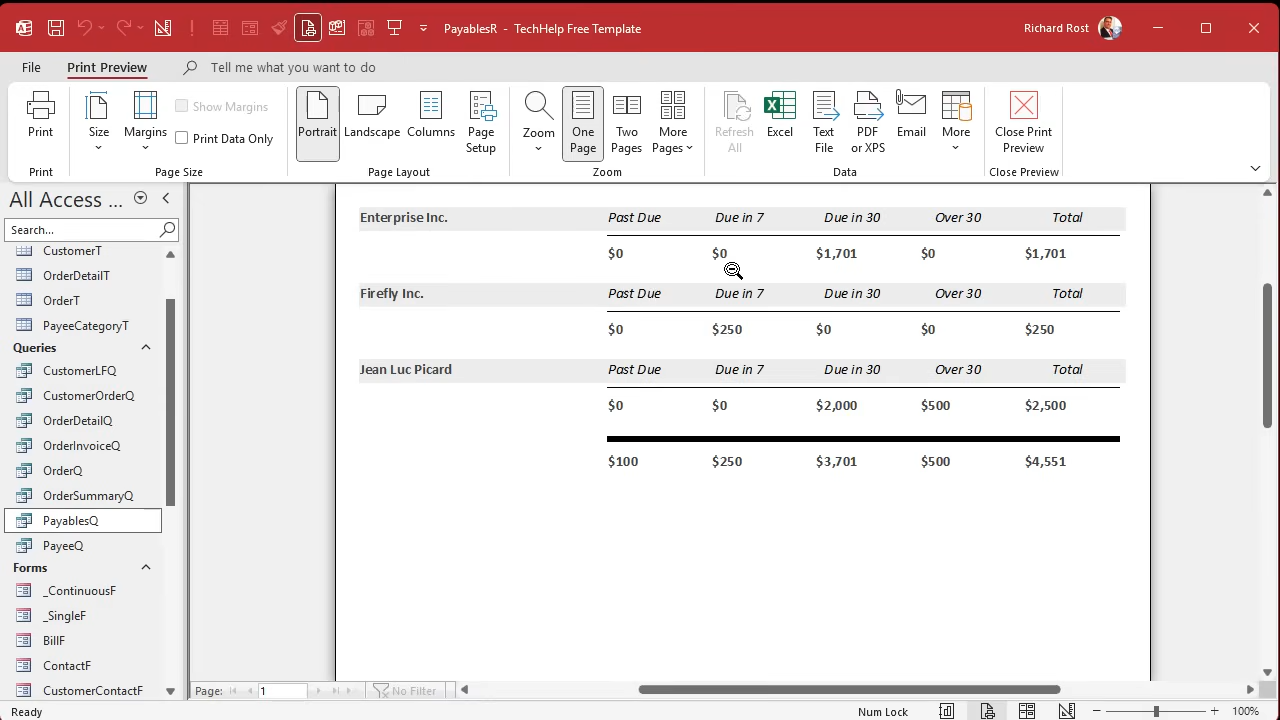 PayablesR - TechHelp Free Template
Richard Rost
File
Print Preview
Tell me what you want to do
Print
Size
Margins
Show Margins
Print Data Only
Portrait
Landscape
Columns
Page Setup
Zoom
One Page
Two Pages
More Pages
Refresh All
Excel
Text File
PDF or XPS
Email
More
Close Print Preview
Print
Page Size
Page Layout
Zoom
Data
Close Preview
All Access ...
Search...
CustomerT
OrderDetailT
OrderT
PayeeCategoryT
Queries
CustomerLFQ
CustomerOrderQ
OrderDetailQ
OrderInvoiceQ
OrderQ
OrderSummaryQ
PayablesQ
PayeeQ
Forms
_ContinuousF
_SingleF
BillF
ContactF
CustomerContactF
Enterprise Inc. Past Due Due in 7 Due in 30 Over 30 Total
$0 $0 $1,701 $0 $1,701
Firefly Inc. Past Due Due in 7 Due in 30 Over 30 Total
$0 $250 $0 $0 $250
Jean Luc Picard Past Due Due in 7 Due in 30 Over 30 Total
$0 $0 $2,000 $500 $2,500
$100 $250 $3,701 $500 $4,551
Page: 1 No Filter
Ready
Num Lock
100%